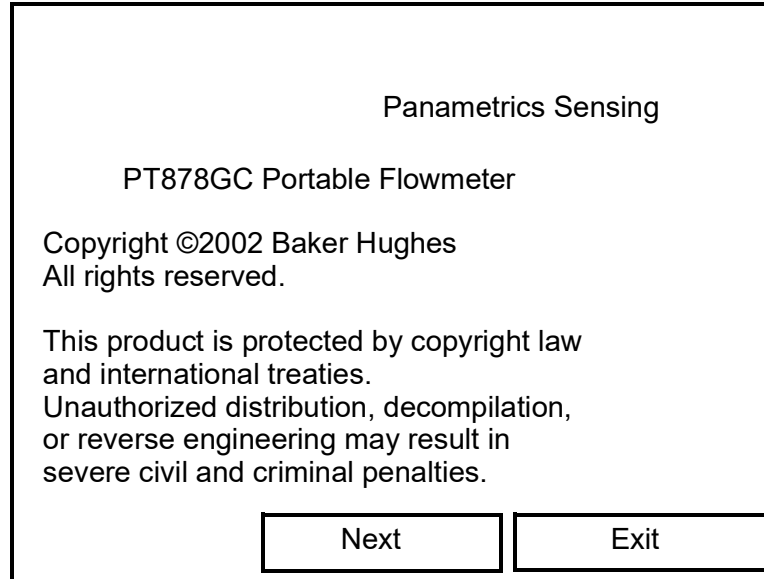 Panametrics Sensing
PT878GC Portable Flowmeter
Copyright ©2002 Baker Hughes
All rights reserved.
This product is protected by copyright law
and international treaties.
Unauthorized distribution, decompilation,
or reverse engineering may result in
severe civil and criminal penalties.
Next
Exit